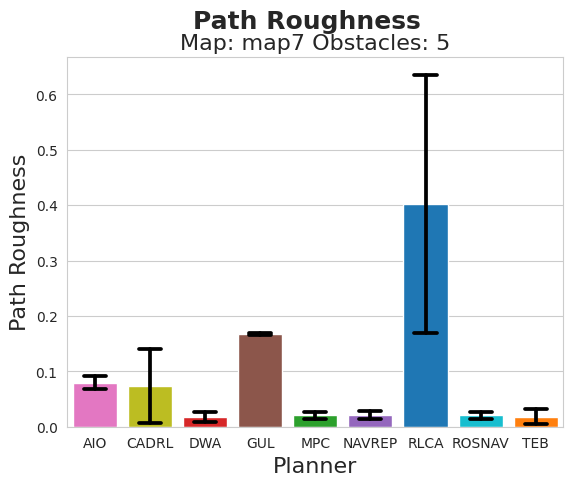 Path Roughness
Map: map7 Obstacles: 5
Path Roughness
0.6
0.5
0.4
0.3
0.2
0.1
0.0
AIO CADRL DWA GUL MPC NAVREP RLCA ROSNAV TEB
Planner